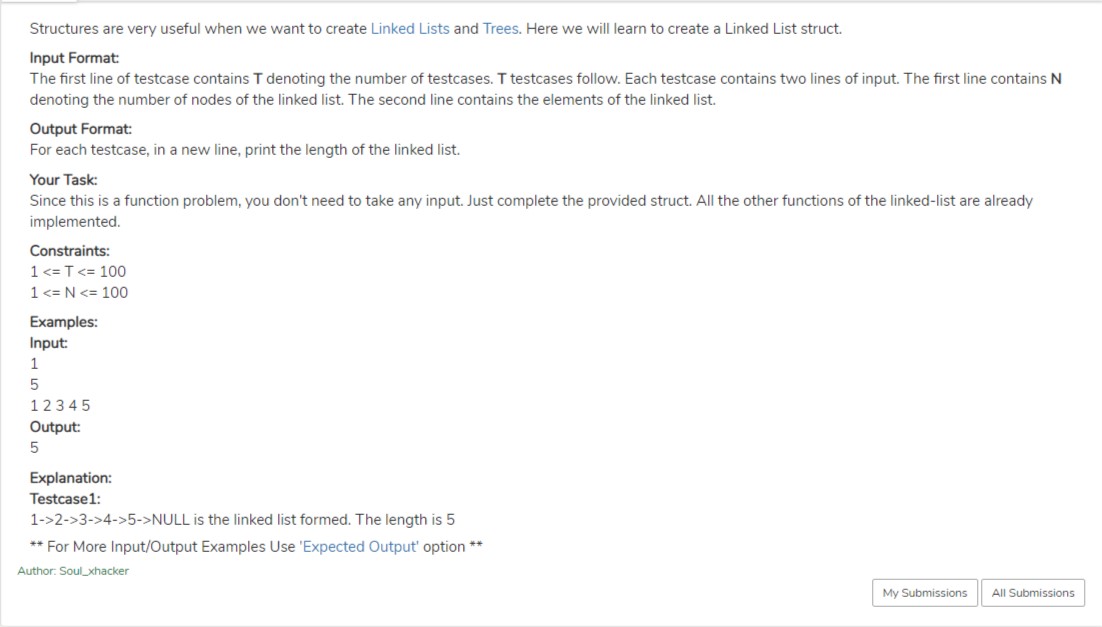 Structures are very useful when we want to create Linked Lists and Trees. Here we will learn to create a Linked List struct.
Input Format:
The first line of testcase contains T denoting the number of testcases. T testcases follow. Each testcase contains two lines of input. The first line contains N
denoting the number of nodes of the linked list. The second line contains the elements of the linked list.
Output Format:
For each testcase, in a new line, print the length of the linked list.
Your Task:
Since this is a function problem, you don't need to take any input. Just complete the provided struct. All the other functions of the linked-list are already
implemented.
Constraints:
1 <= T <= 100
1 <= N <= 100
Examples:
Input:
1
5
1 2 3 4 5
Output:
5
Explanation:
Testcase1:
1->2->3->4->5->NULL is the linked list formed. The length is 5
** For More Input/Output Examples Use 'Expected Output' option **
Author: Soul_xhacker
My Submissions All Submissions